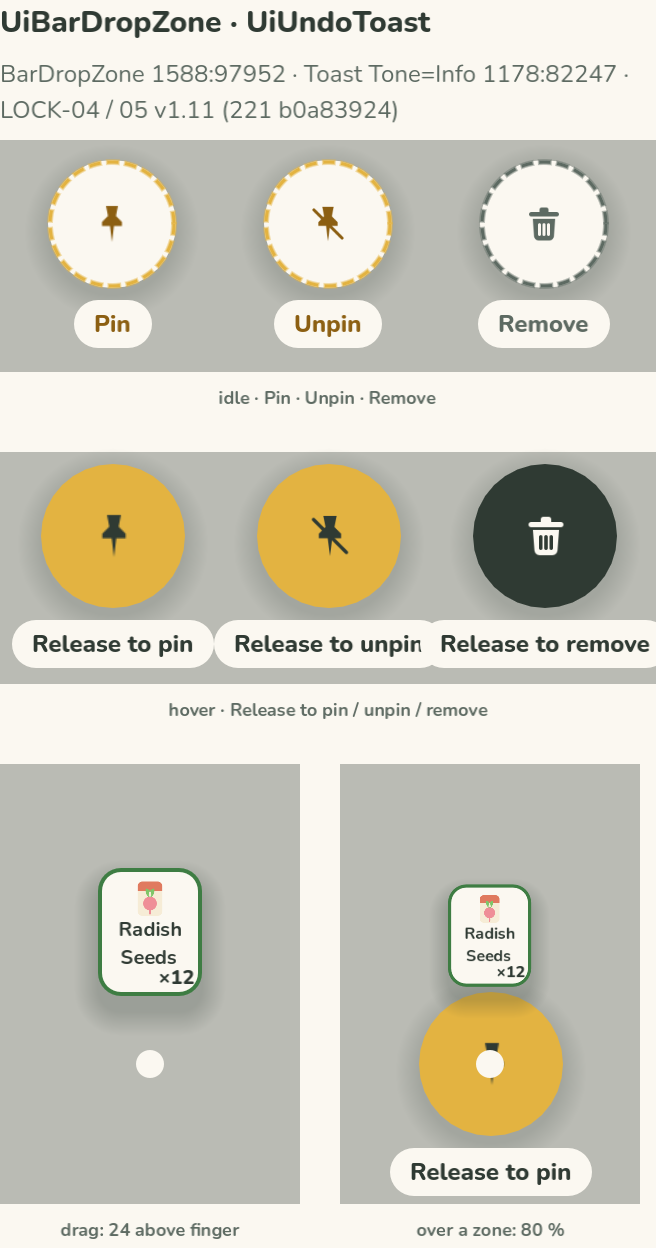 UiBarDropZone · UiUndoToast
BarDropZone 1588:97952 · Toast Tone=Info 1178:82247 ·
LOCK-04 / 05 v1.11 (221 b0a83924)
Pin
Unpin
Remove
idle · Pin · Unpin · Remove
Release to pin
Release to unpin
Release to remove
hover · Release to pin / unpin / remove
Radish
Seeds
×12
Radish
Seeds
×12
Release to pin
drag: 24 above finger
over a zone: 80 %